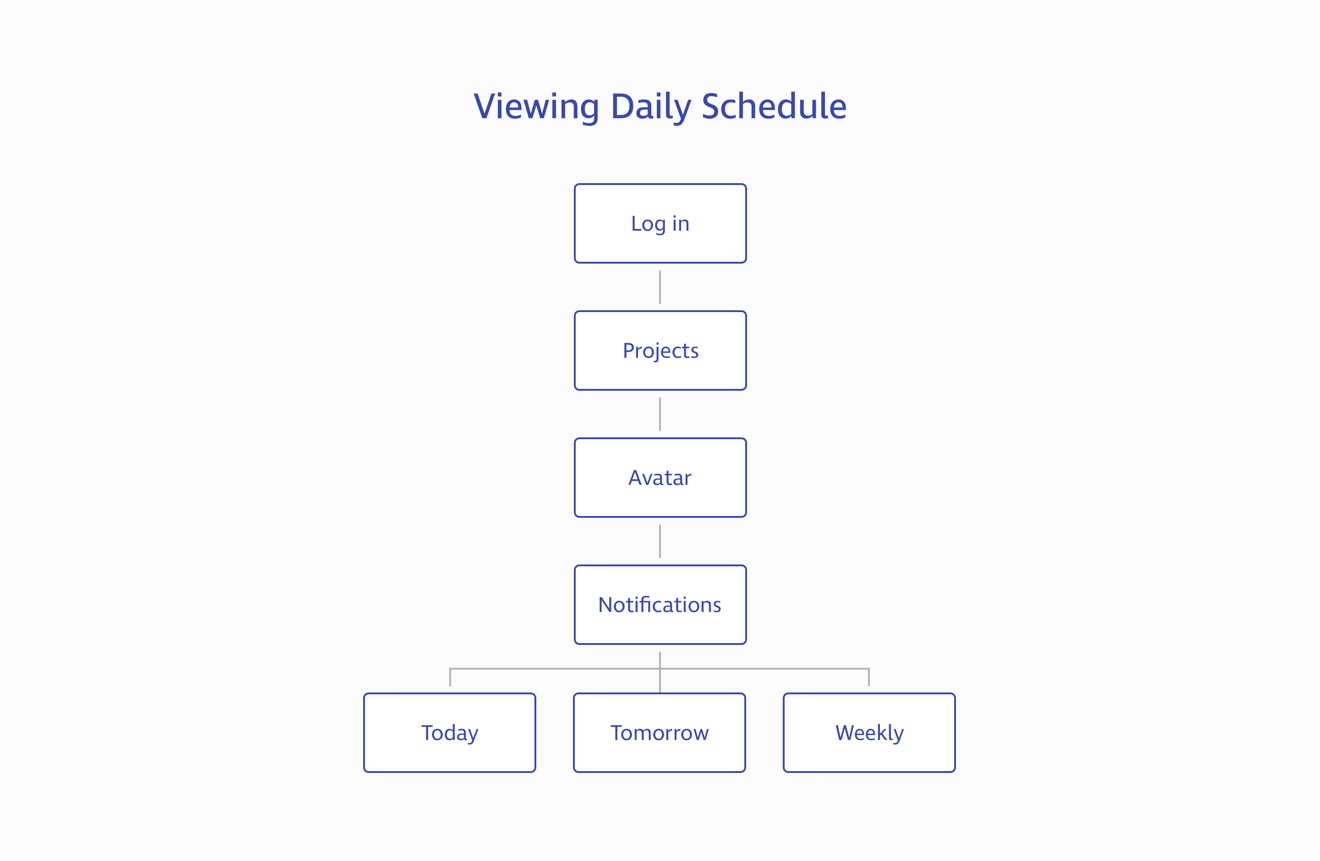 Viewing Daily Schedule
Log in
Projects
Avatar
Notifications
Today
Tomorrow
Weekly